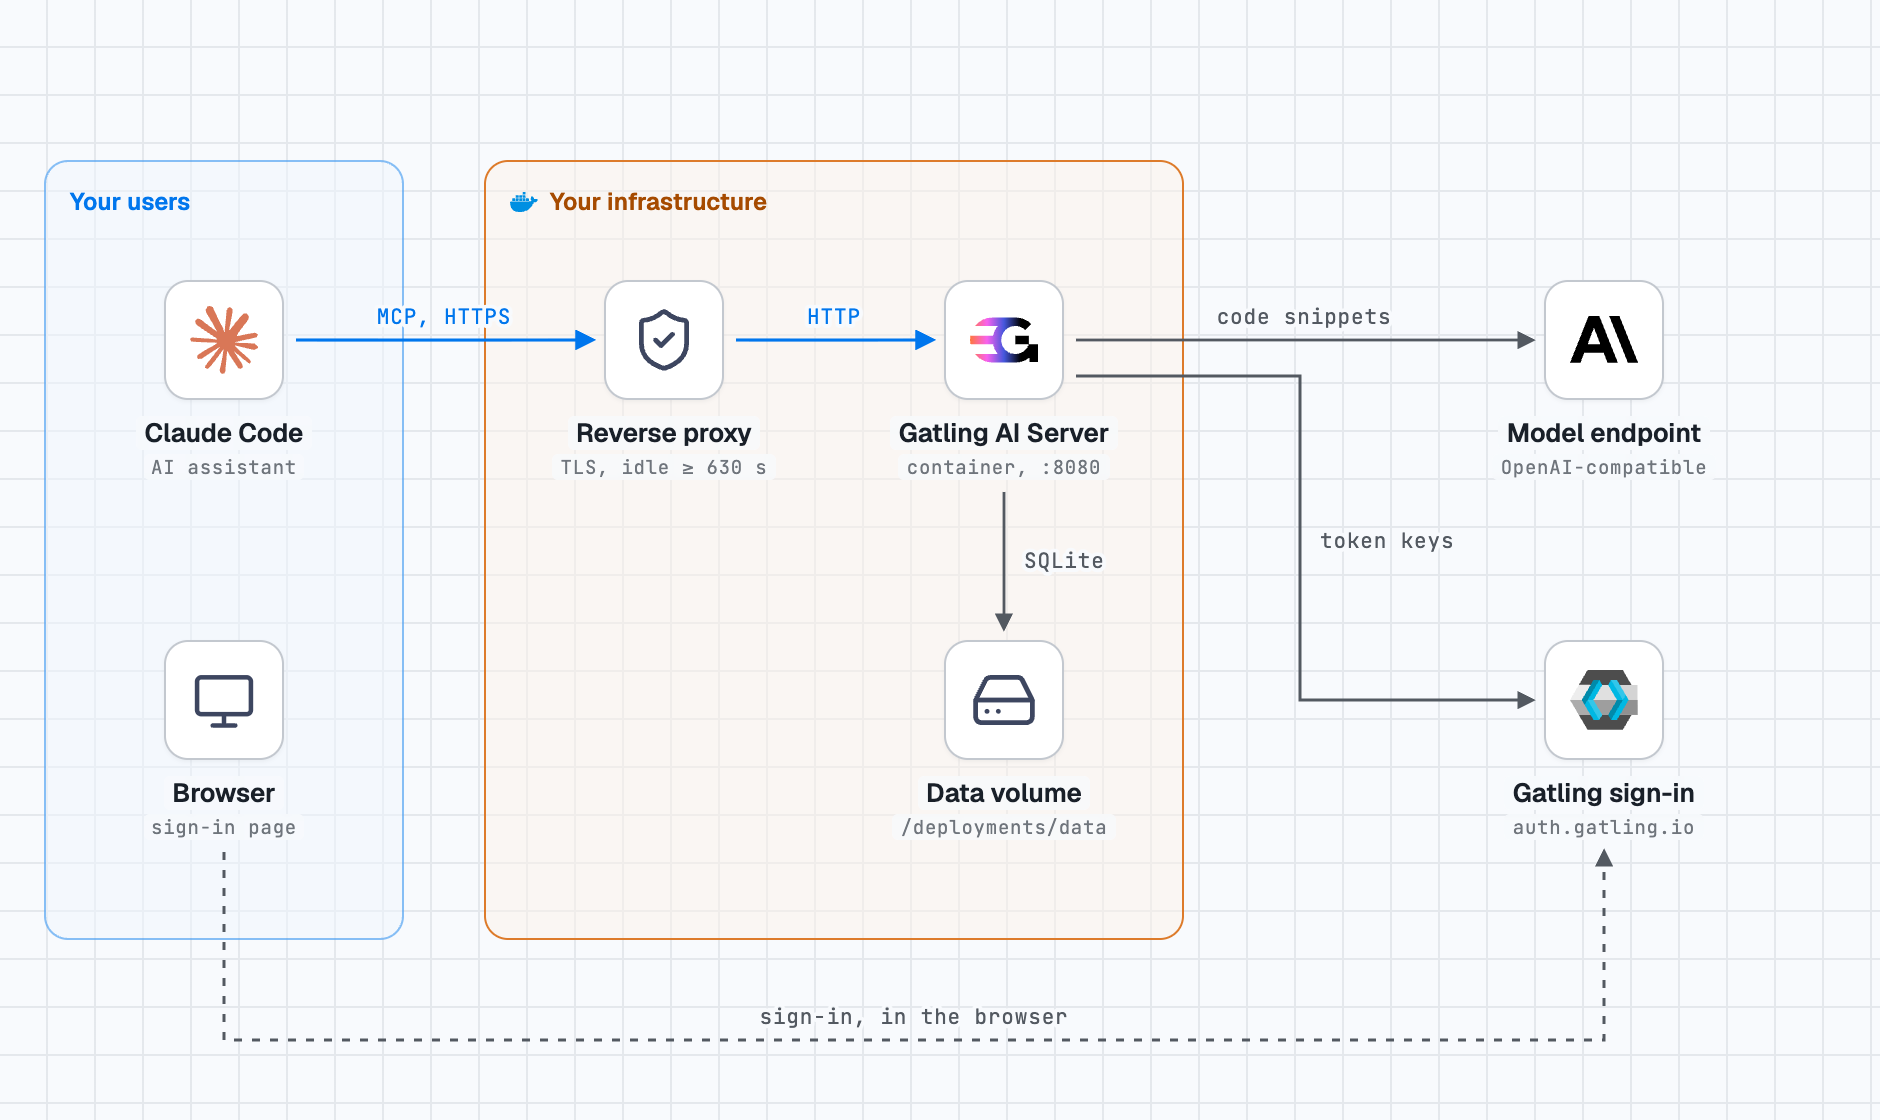 Your users
Your infrastructure
MCP, HTTPS
HTTP
code snippets
Claude Code
AI assistant
Reverse proxy
TLS, idle ≥ 630 s
Gatling AI Server
container, :8080
Model endpoint
OpenAI-compatible
SQLite
token keys
Browser
sign-in page
Data volume
/deployments/data
Gatling sign-in
auth.gatling.io
sign-in, in the browser